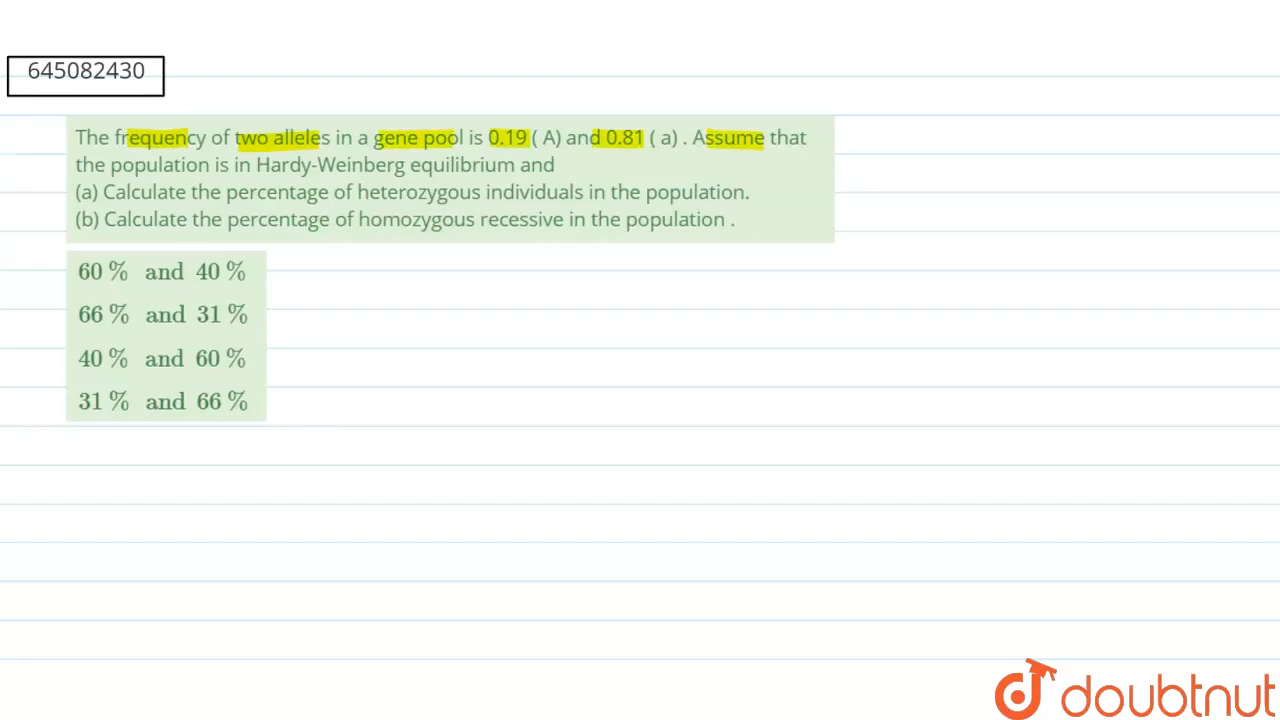 645082430
The frequency of two alleles in a gene pool is 0.19 ( A) and 0.81 ( a) . Assume that
the population is in Hardy-Weinberg equilibrium and
(a) Calculate the percentage of heterozygous individuals in the population.
(b) Calculate the percentage of homozygous recessive in the population .
60 % and 40 %
66 % and 31 %
40 % and 60 %
31 % and 66 %
doubtnut